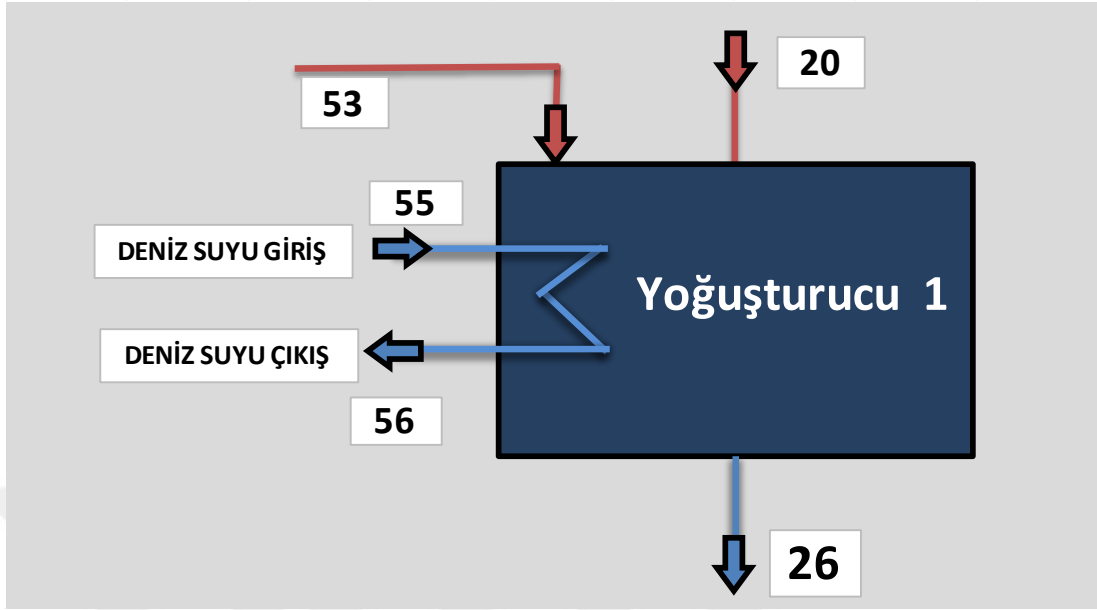 20
53
55
DENİZ SUYU GİRİŞ
Yoğuşturucu 1
DENİZ SUYU ÇIKIŞ
56
26